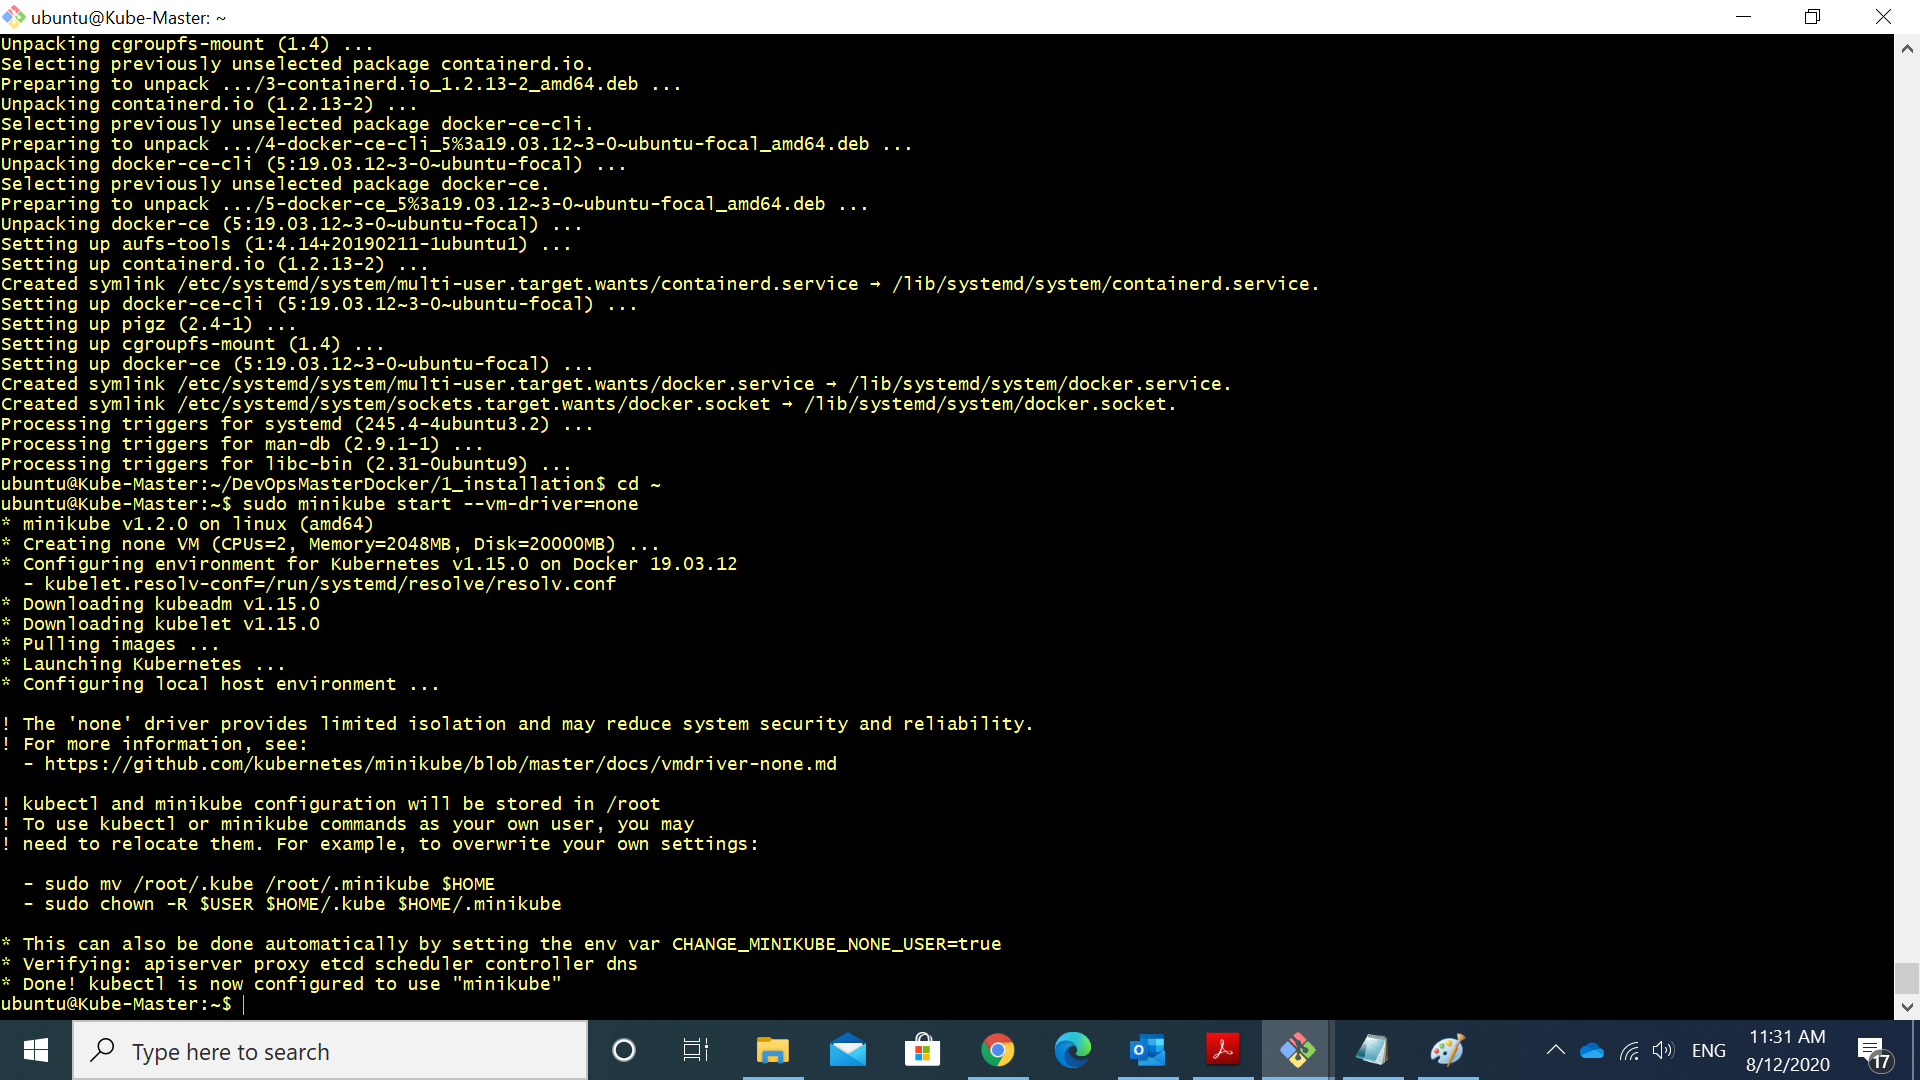 ubuntu@Kube-Master: ~
Unpacking cgroupfs-mount (1.4) ...
Selecting previously unselected package containerd.io.
Preparing to unpack .../3-containerd.io_1.2.13-2_amd64.deb ...
Unpacking containerd.io (1.2.13-2) ...
Selecting previously unselected package docker-ce-cli.
Preparing to unpack .../4-docker-ce-cli_5%3a19.03.12~3-0~ubuntu-focal_amd64.deb ...
Unpacking docker-ce-cli (5:19.03.12~3-0~ubuntu-focal) ...
Selecting previously unselected package docker-ce.
Preparing to unpack .../5-docker-ce_5%3a19.03.12~3-0~ubuntu-focal_amd64.deb ...
Unpacking docker-ce (5:19.03.12~3-0~ubuntu-focal) ...
Setting up aufs-tools (1:4.14+20190211-1ubuntu1) ...
Setting up containerd.io (1.2.13-2) ...
Created symlink /etc/systemd/system/multi-user.target.wants/containerd.service → /lib/systemd/system/containerd.service.
Setting up docker-ce-cli (5:19.03.12~3-0~ubuntu-focal) ...
Setting up pigz (2.4-1) ...
Setting up cgroupfs-mount (1.4) ...
Setting up docker-ce (5:19.03.12~3-0~ubuntu-focal) ...
Created symlink /etc/systemd/system/multi-user.target.wants/docker.service → /lib/systemd/system/docker.service.
Created symlink /etc/systemd/system/sockets.target.wants/docker.socket → /lib/systemd/system/docker.socket.
Processing triggers for systemd (245.4-4ubuntu3.2) ...
Processing triggers for man-db (2.9.1-1) ...
Processing triggers for libc-bin (2.31-0ubuntu9) ...
ubuntu@Kube-Master:~/DevOpsMasterDocker/1_installation$ cd ~
ubuntu@Kube-Master:~$ sudo minikube start --vm-driver=none
* minikube v1.2.0 on linux (amd64)
* Creating none VM (CPUs=2, Memory=2048MB, Disk=20000MB) ...
* Configuring environment for Kubernetes v1.15.0 on Docker 19.03.12
- kubelet.resolv-conf=/run/systemd/resolve/resolv.conf
* Downloading kubeadm v1.15.0
* Downloading kubelet v1.15.0
* Pulling images ...
* Launching Kubernetes ...
* Configuring local host environment ...
! The 'none' driver provides limited isolation and may reduce system security and reliability.
! For more information, see:
- https://github.com/kubernetes/minikube/blob/master/docs/vmdriver-none.md
! kubectl and minikube configuration will be stored in /root
! To use kubectl or minikube commands as your own user, you may
! need to relocate them. For example, to overwrite your own settings:
- sudo mv /root/.kube /root/.minikube $HOME
- sudo chown -R $USER $HOME/.kube $HOME/.minikube
* This can also be done automatically by setting the env var CHANGE_MINIKUBE_NONE_USER=true
* Verifying: apiserver proxy etcd scheduler controller dns
* Done! kubectl is now configured to use "minikube"
ubuntu@Kube-Master:~$
Type here to search
ENG
11:31 AM
8/12/2020
17